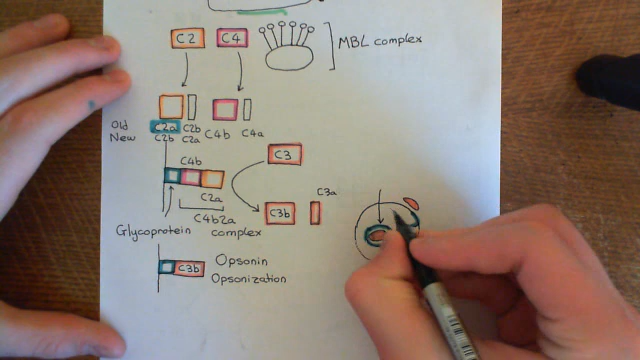 C2
C4
MBL complex
Old
New
C2a
C2b
C2b
C2a
C4b
C4a
C4b
C2a
C4b2a
complex
Glycoprotein
C3
C3b
C3a
C3b
Opsonin
Opsonization